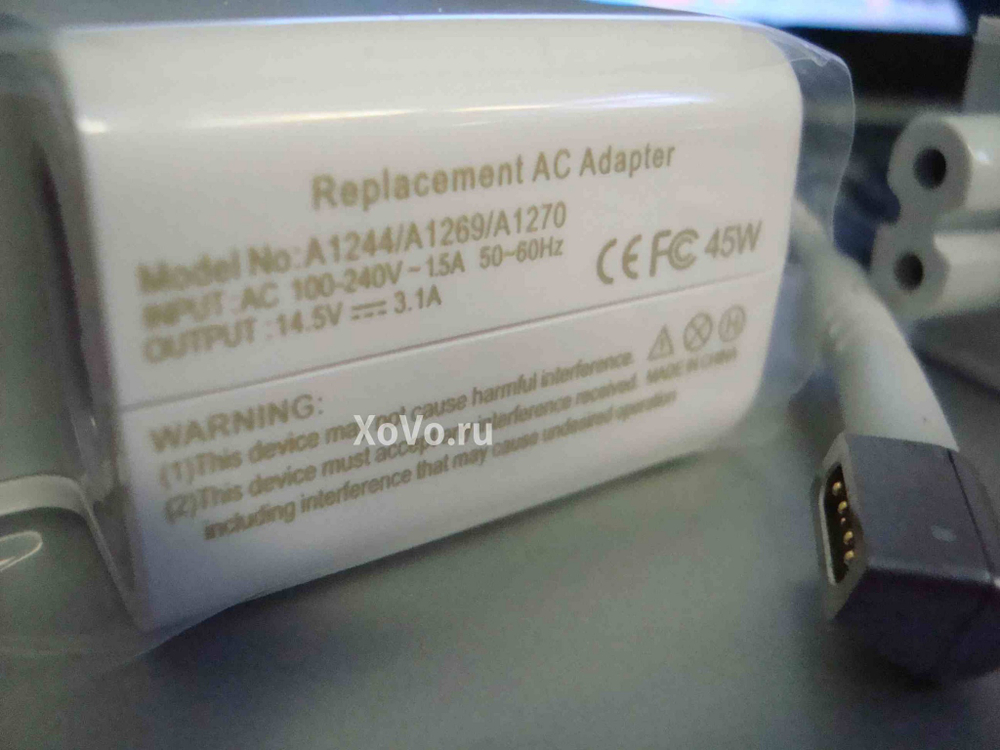 Replacement AC Adapter
Model No:A1244/A1269/A1270
INPUT :AC 100-240V~1.5A 50~60Hz
OUTPUT :14.5V 3.1A
CE FC 45W
WARNING:
(1)This device may not cause harmful interference.
(2)This device must accept interference received. MADE IN CHINA
including interference that may cause undesired operation
XoVo.ru